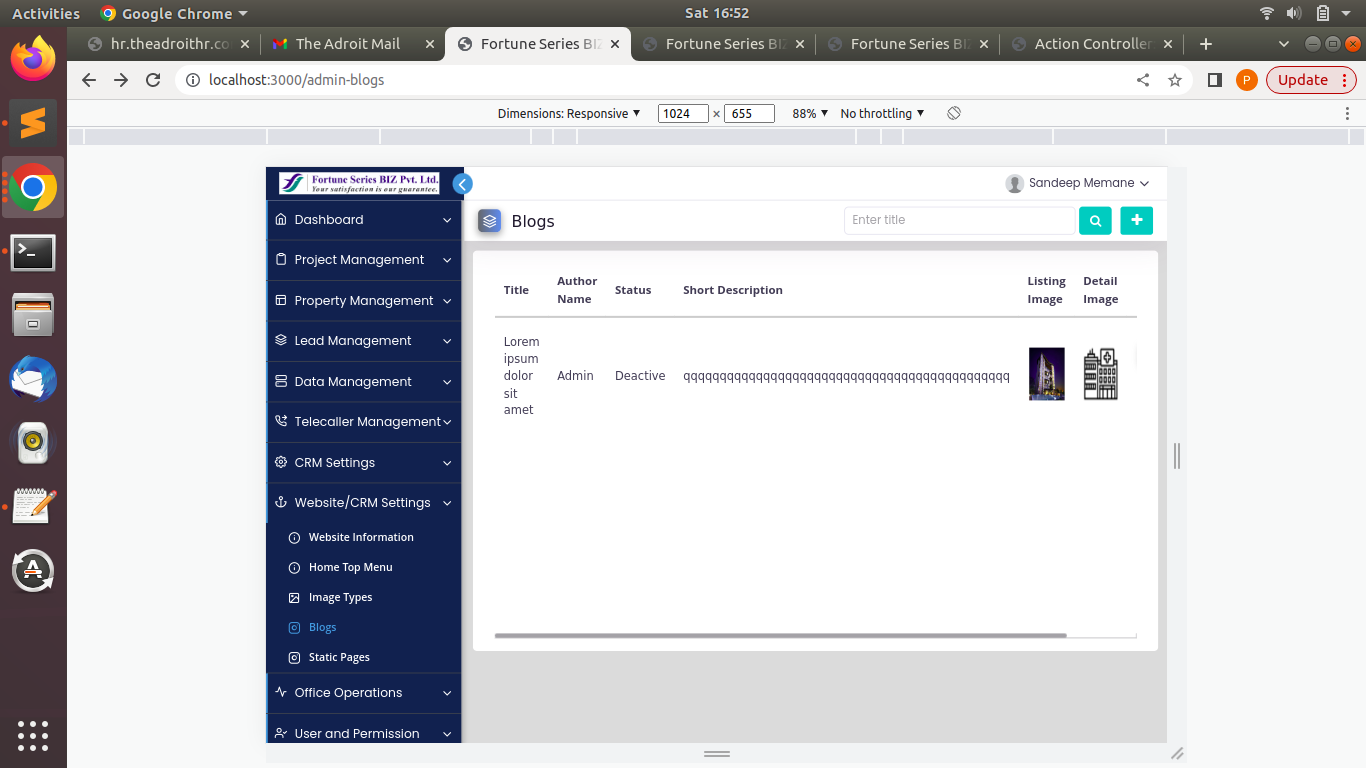 Activities
Google Chrome
Sat 16:52
hr.theadroithr.co
The Adroit Mail
Fortune Series BIZ
Fortune Series BIZ
Fortune Series BIZ
Action Controller
localhost:3000/admin-blogs
P
Update
Dimensions: Responsive
1024 × 655
88%
No throttling
Fortune Series BIZ Pvt. Ltd.
Your satisfaction is our guarantee.
Sandeep Memane
Dashboard
Project Management
Property Management
Lead Management
Data Management
Telecaller Management
CRM Settings
Website/CRM Settings
Website Information
Home Top Menu
Image Types
Blogs
Static Pages
Office Operations
User and Permission
Blogs
Enter title
Title
Author
Name
Status
Short Description
Listing
Image
Detail
Image
Lorem
ipsum
dolor
sit
amet
Admin
Deactive
qqqqqqqqqqqqqqqqqqqqqqqqqqqqqqqqqqqqqqqqqqqqq